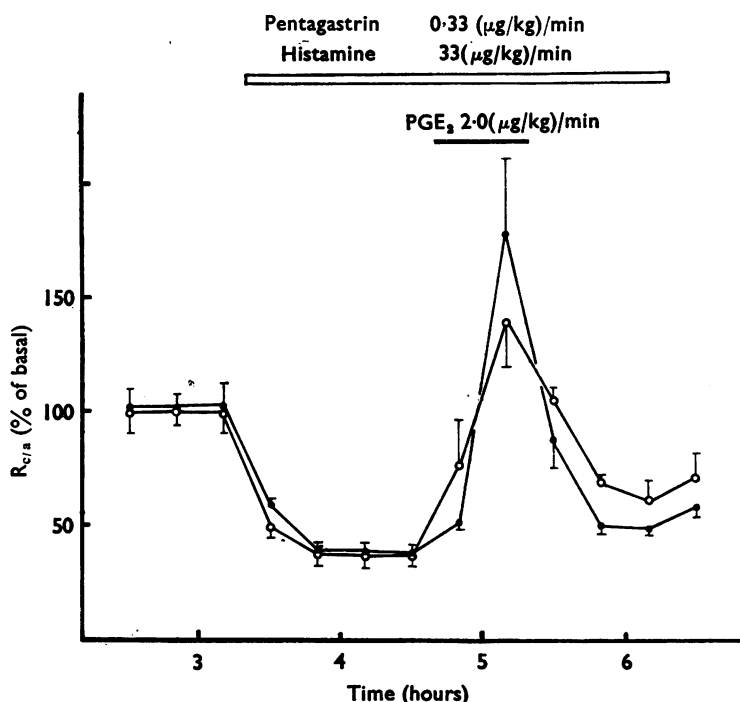 Pentagastrin 0·33 (μg/kg)/min
Histamine 33(μg/kg)/min
PGE₂ 2·0(μg/kg)/min
150
100
50
R c/a (% of basal)
3 4 5 6
Time (hours)